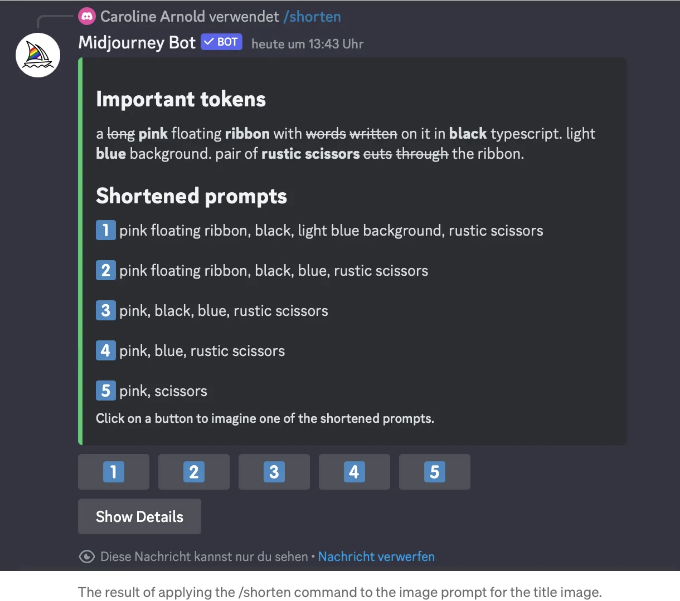 Caroline Arnold verwendet /shorten
Midjourney Bot ✓ BOT heute um 13:43 Uhr
Important tokens
a long pink floating ribbon with words written on it in black typescript. light
blue background. pair of rustic scissors cuts through the ribbon.
Shortened prompts
1 pink floating ribbon, black, light blue background, rustic scissors
2 pink floating ribbon, black, blue, rustic scissors
3 pink, black, blue, rustic scissors
4 pink, blue, rustic scissors
5 pink, scissors
Click on a button to imagine one of the shortened prompts.
1 2 3 4 5
Show Details
Diese Nachricht kannst nur du sehen • Nachricht verwerfen
The result of applying the /shorten command to the image prompt for the title image.